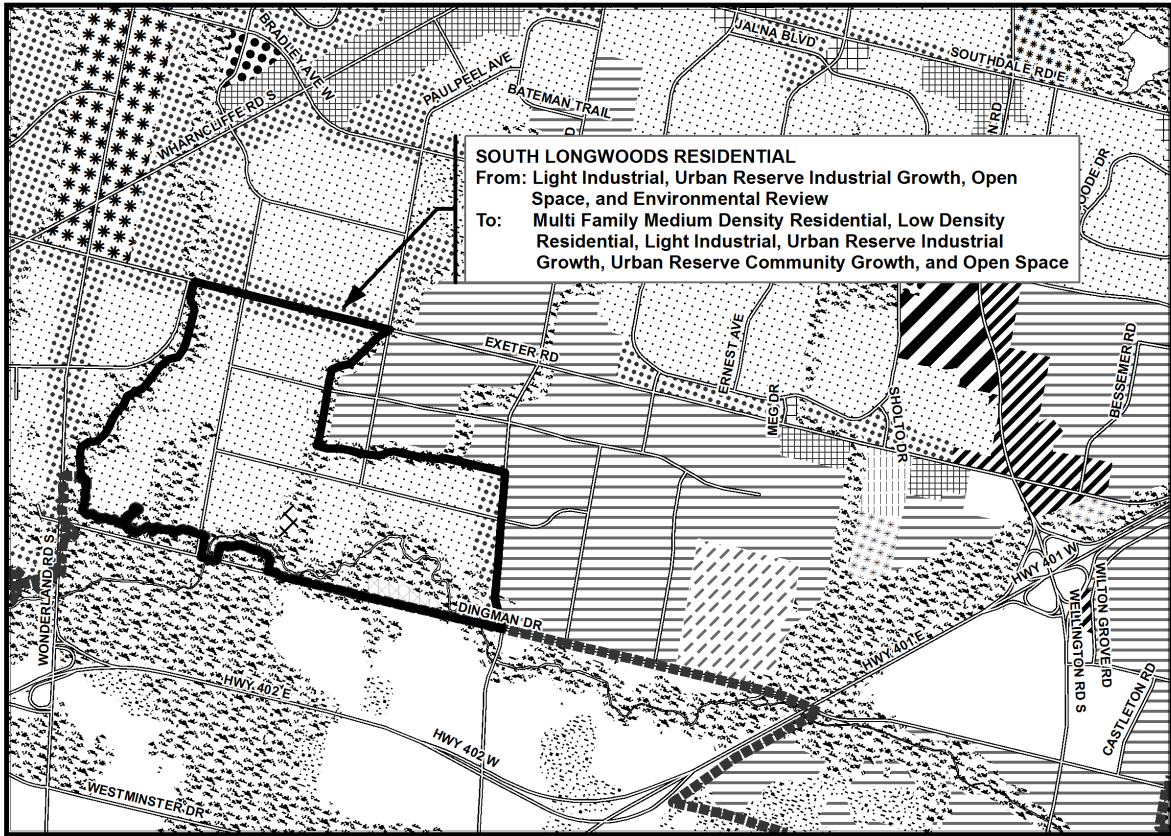 BRADLEY AVE W
JALNA BLVD
SOUTHDALE RD E
PAULPEEL AVE
BATEMAN TRAIL
WHARNCLIFFE RD S
D
N RD
OODE DR
SOUTH LONGWOODS RESIDENTIAL
From: Light Industrial, Urban Reserve Industrial Growth, Open
Space, and Environmental Review
To: Multi Family Medium Density Residential, Low Density
Residential, Light Industrial, Urban Reserve Industrial
Growth, Urban Reserve Community Growth, and Open Space
EXETER RD
ERNEST AVE
MEG DR
SHOLTO DR
BESSEMER RD
WONDERLAND RD S
DINGMAN DR
HWY 401 W
HWY 401 E
WELLINGTON RD S
WILTON GROVE RD
CASTLETON RD
HWY 402 E
HWY 402 W
WESTMINSTER DR